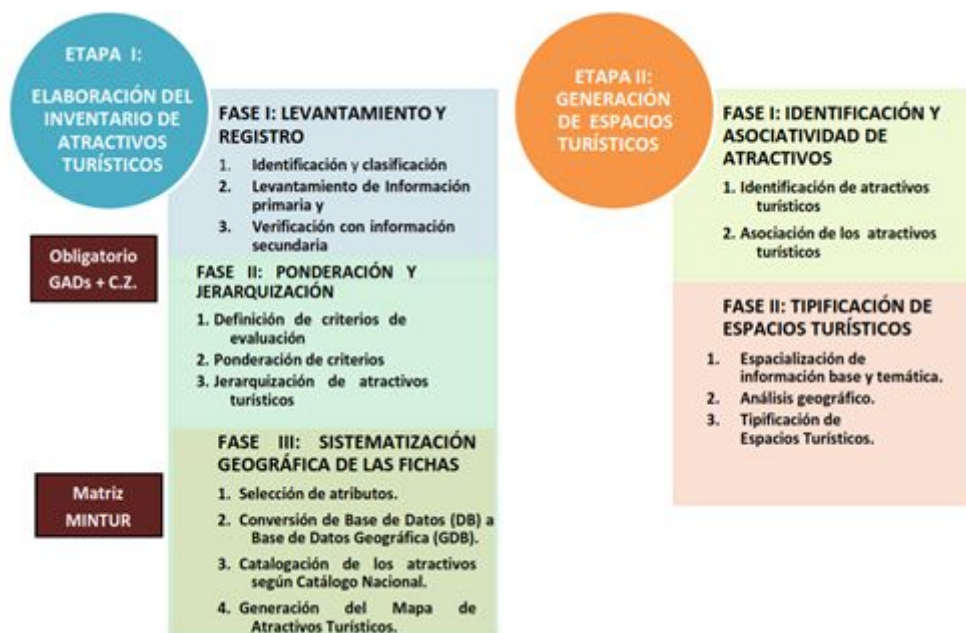 ETAPA I:
ELABORACIÓN DEL
INVENTARIO DE
ATRACTIVOS
TURÍSTICOS
FASE I: LEVANTAMIENTO Y
REGISTRO
1. Identificación y clasificación
2. Levantamiento de Información
primaria y
3. Verificación con información
secundaria
Obligatorio
GADs + C.Z.
FASE II: PONDERACIÓN Y
JERARQUIZACIÓN
1. Definición de criterios de
evaluación
2. Ponderación de criterios
3. Jerarquización de atractivos
turísticos
Matriz
MINTUR
FASE III: SISTEMATIZACIÓN
GEOGRÁFICA DE LAS FICHAS
1. Selección de atributos.
2. Conversión de Base de Datos (DB) a
Base de Datos Geográfica (GDB).
3. Catalogación de los atractivos
según Catálogo Nacional.
4. Generación del Mapa de
Atractivos Turísticos.
ETAPA II:
GENERACIÓN
DE ESPACIOS
TURÍSTICOS
FASE I: IDENTIFICACIÓN Y
ASOCIATIVIDAD DE
ATRACTIVOS
1. Identificación de atractivos
turísticos
2. Asociación de los atractivos
turísticos
FASE II: TIPIFICACIÓN DE
ESPACIOS TURÍSTICOS
1. Espacialización de
información base y temática.
2. Análisis geográfico.
3. Tipificación de
Espacios Turísticos.